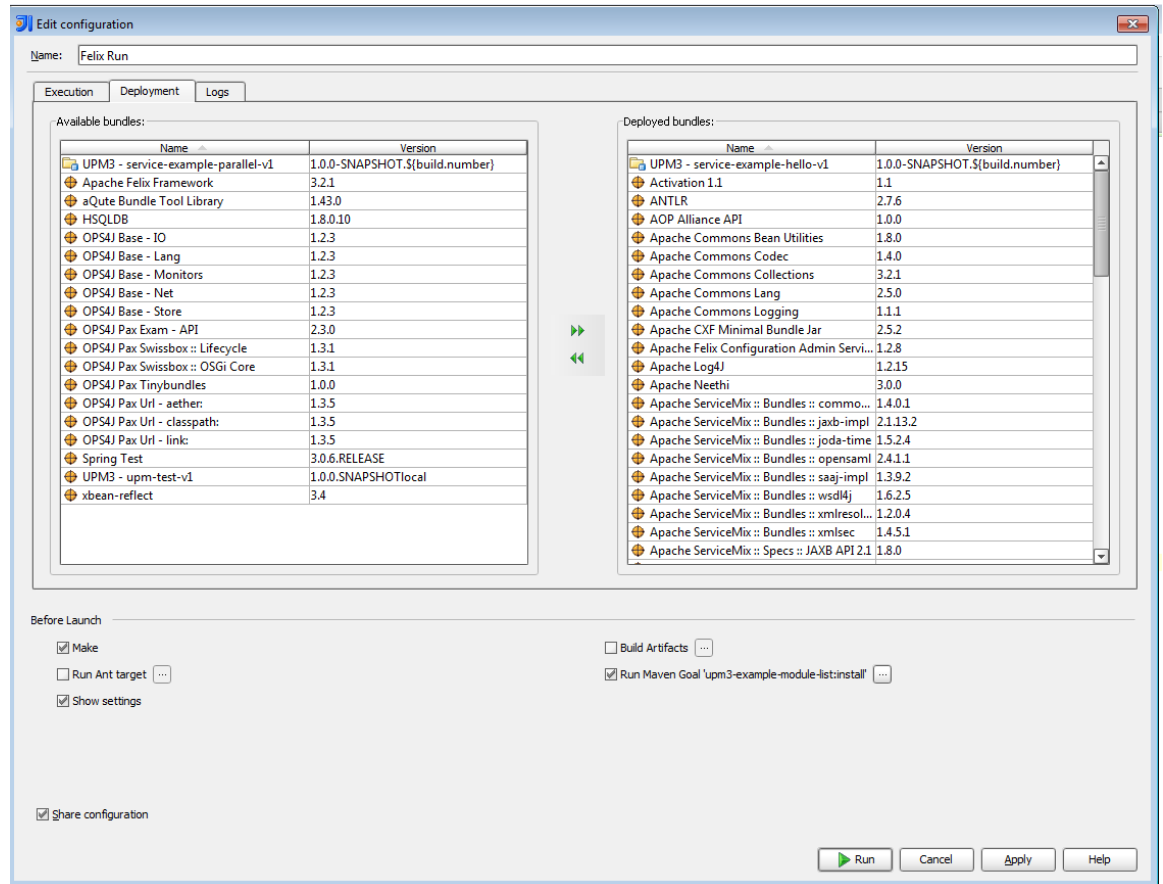 Edit configuration
Name: Felix Run
Execution Deployment Logs
Available bundles:
Name Version
UPM3 - service-example-parallel-v1 1.0.0-SNAPSHOT.${build.number}
Apache Felix Framework 3.2.1
aQute Bundle Tool Library 1.43.0
HSQLDB 1.8.0.10
OPS4J Base - IO 1.2.3
OPS4J Base - Lang 1.2.3
OPS4J Base - Monitors 1.2.3
OPS4J Base - Net 1.2.3
OPS4J Base - Store 1.2.3
OPS4J Pax Exam - API 2.3.0
OPS4J Pax Swissbox :: Lifecycle 1.3.1
OPS4J Pax Swissbox :: OSGi Core 1.3.1
OPS4J Pax Tinybundles 1.0.0
OPS4J Pax Url - aether: 1.3.5
OPS4J Pax Url - classpath: 1.3.5
OPS4J Pax Url - link: 1.3.5
Spring Test 3.0.6.RELEASE
UPM3 - upm-test-v1 1.0.0.SNAPSHOTlocal
xbean-reflect 3.4
Deployed bundles:
Name Version
UPM3 - service-example-hello-v1 1.0.0-SNAPSHOT.${build.number}
Activation 1.1 1.1
ANTLR 2.7.6
AOP Alliance API 1.0.0
Apache Commons Bean Utilities 1.8.0
Apache Commons Codec 1.4.0
Apache Commons Collections 3.2.1
Apache Commons Lang 2.5.0
Apache Commons Logging 1.1.1
Apache CXF Minimal Bundle Jar 2.5.2
Apache Felix Configuration Admin Servi... 1.2.8
Apache Log4J 1.2.15
Apache Neethi 3.0.0
Apache ServiceMix :: Bundles :: commo... 1.4.0.1
Apache ServiceMix :: Bundles :: jaxb-impl 2.1.13.2
Apache ServiceMix :: Bundles :: joda-time 1.5.2.4
Apache ServiceMix :: Bundles :: opensaml 2.4.1.1
Apache ServiceMix :: Bundles :: saaj-impl 1.3.9.2
Apache ServiceMix :: Bundles :: wsdl4j 1.6.2.5
Apache ServiceMix :: Bundles :: xmlresol... 1.2.0.4
Apache ServiceMix :: Bundles :: xmlsec 1.4.5.1
Apache ServiceMix :: Specs :: JAXB API 2.1 1.8.0
Before Launch
Make
Build Artifacts ...
Run Ant target ...
Run Maven Goal 'upm3-example-module-list:install' ...
Show settings
Share configuration
Run Cancel Apply Help